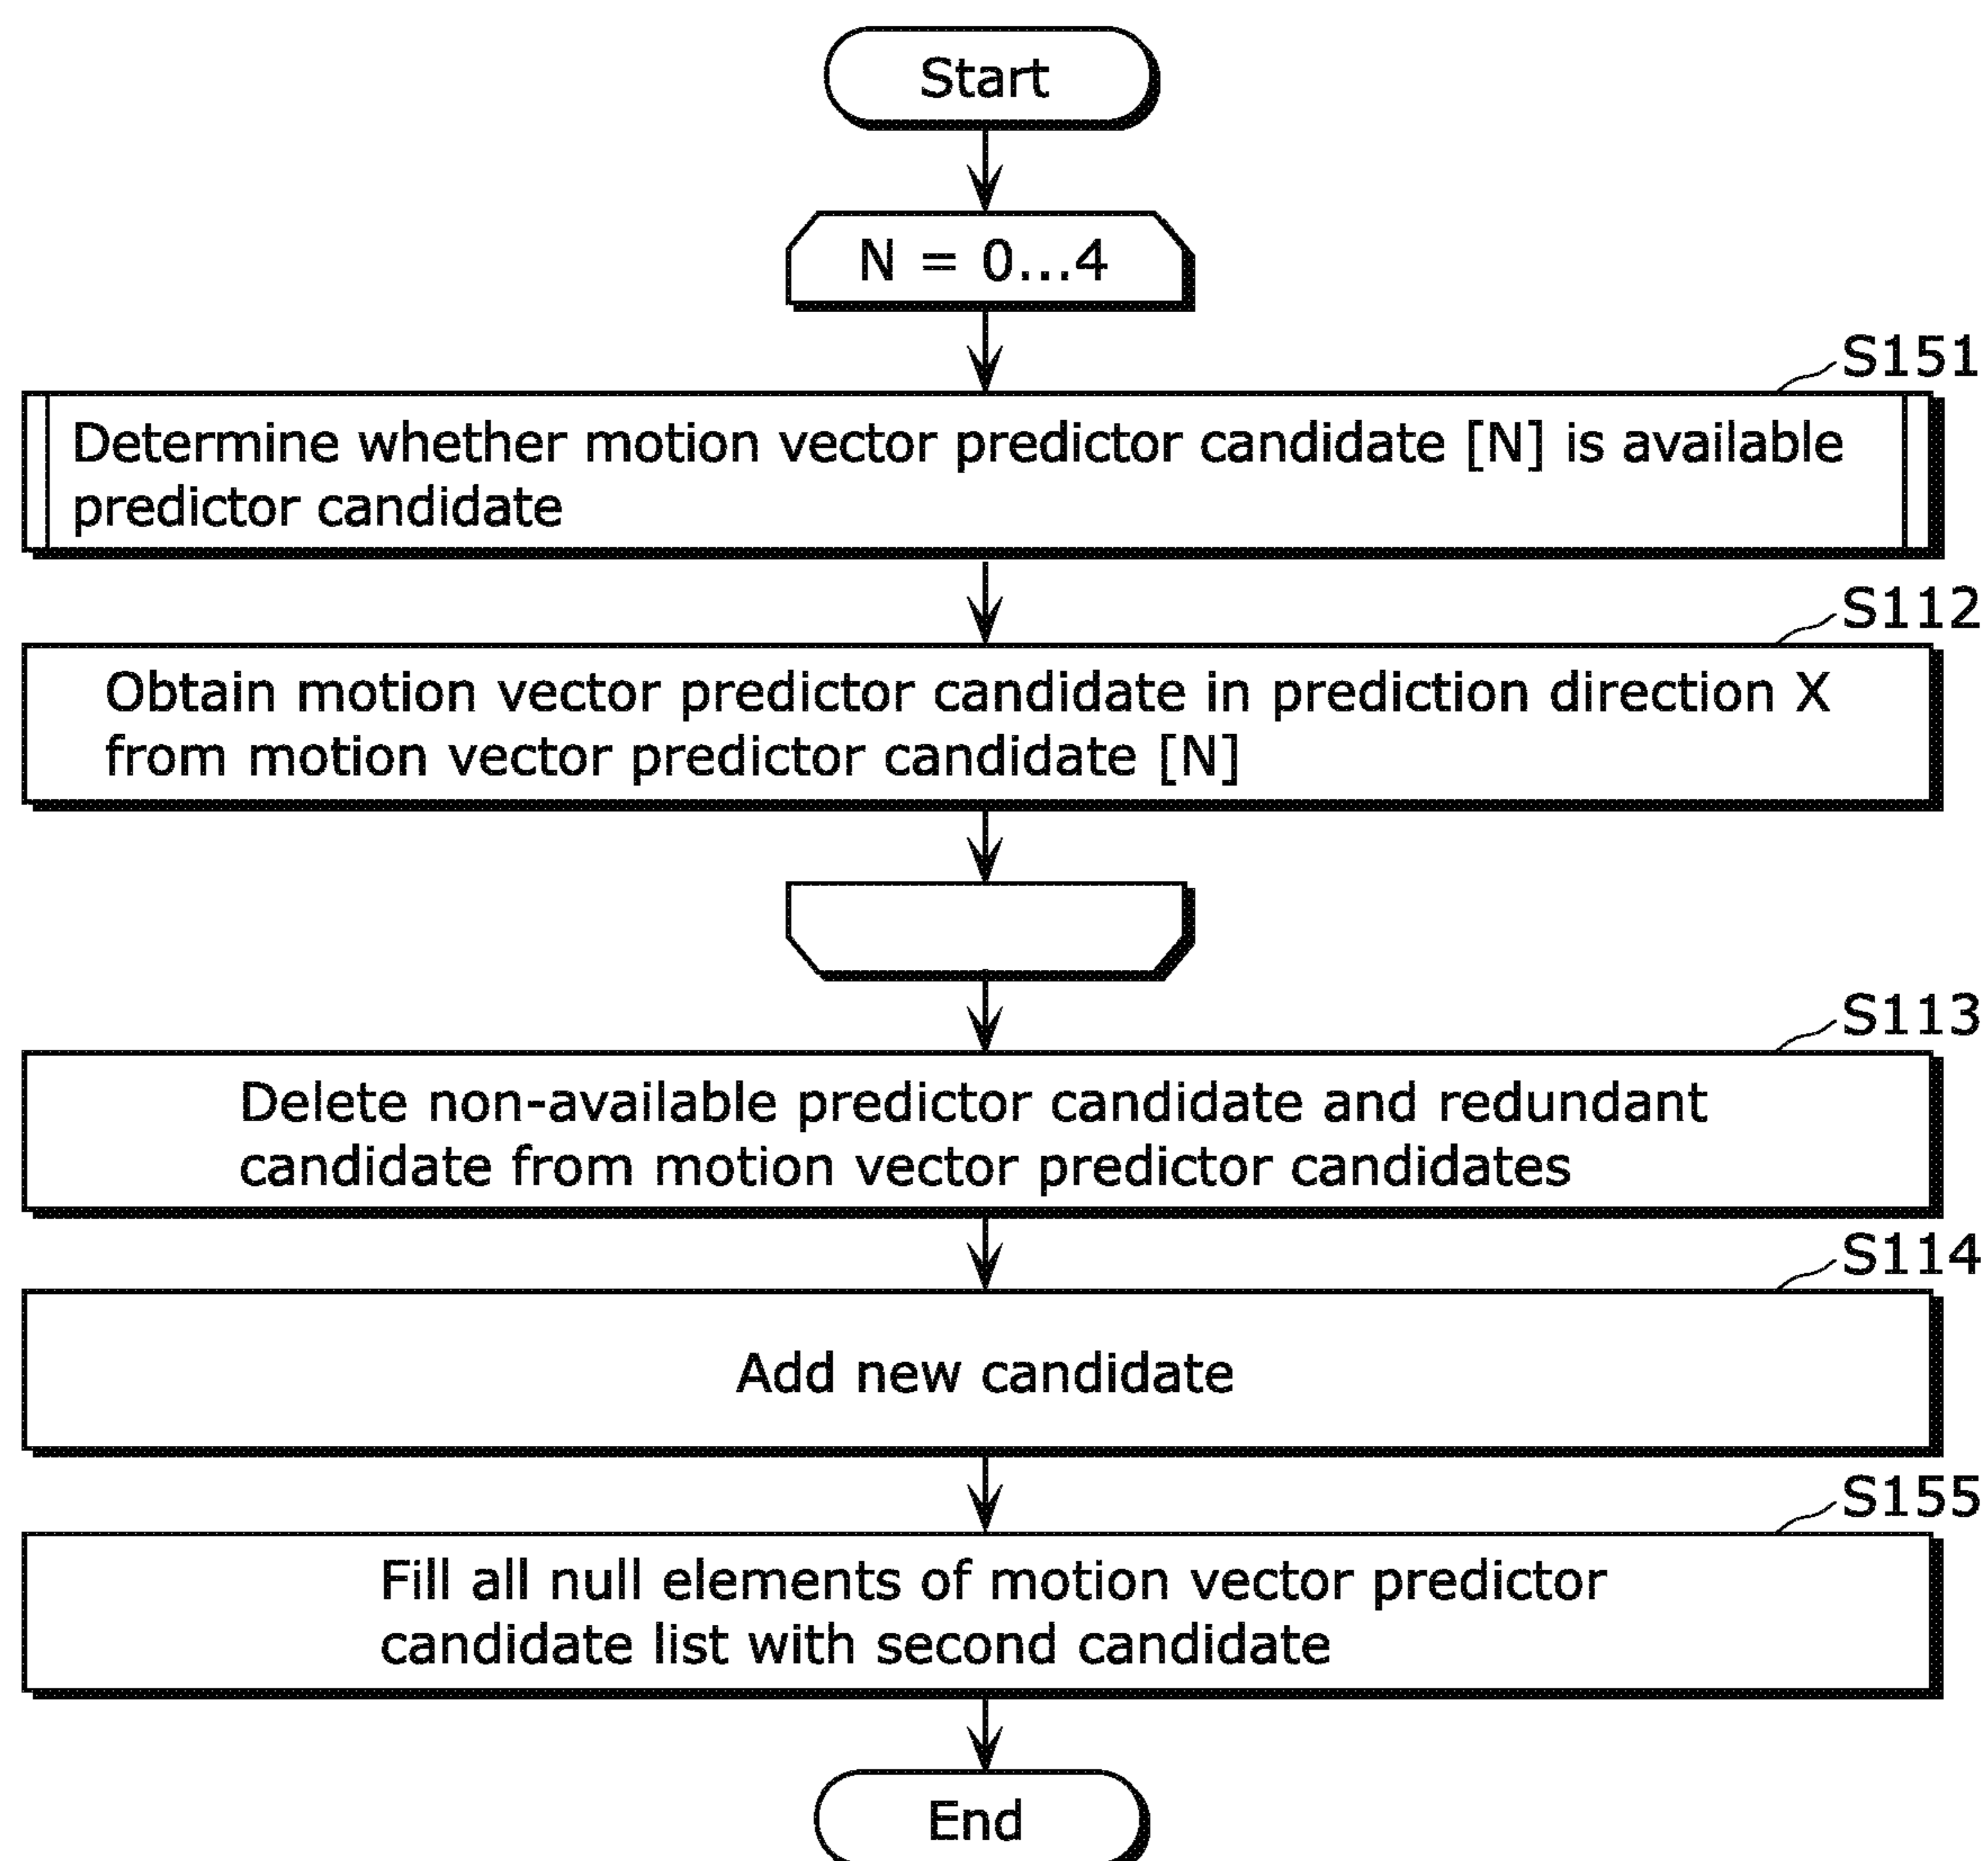 Start
N = 0...4
S151
Determine whether motion vector predictor candidate [N] is available
predictor candidate
S112
Obtain motion vector predictor candidate in prediction direction X
from motion vector predictor candidate [N]
S113
Delete non-available predictor candidate and redundant
candidate from motion vector predictor candidates
S114
Add new candidate
S155
Fill all null elements of motion vector predictor
candidate list with second candidate
End